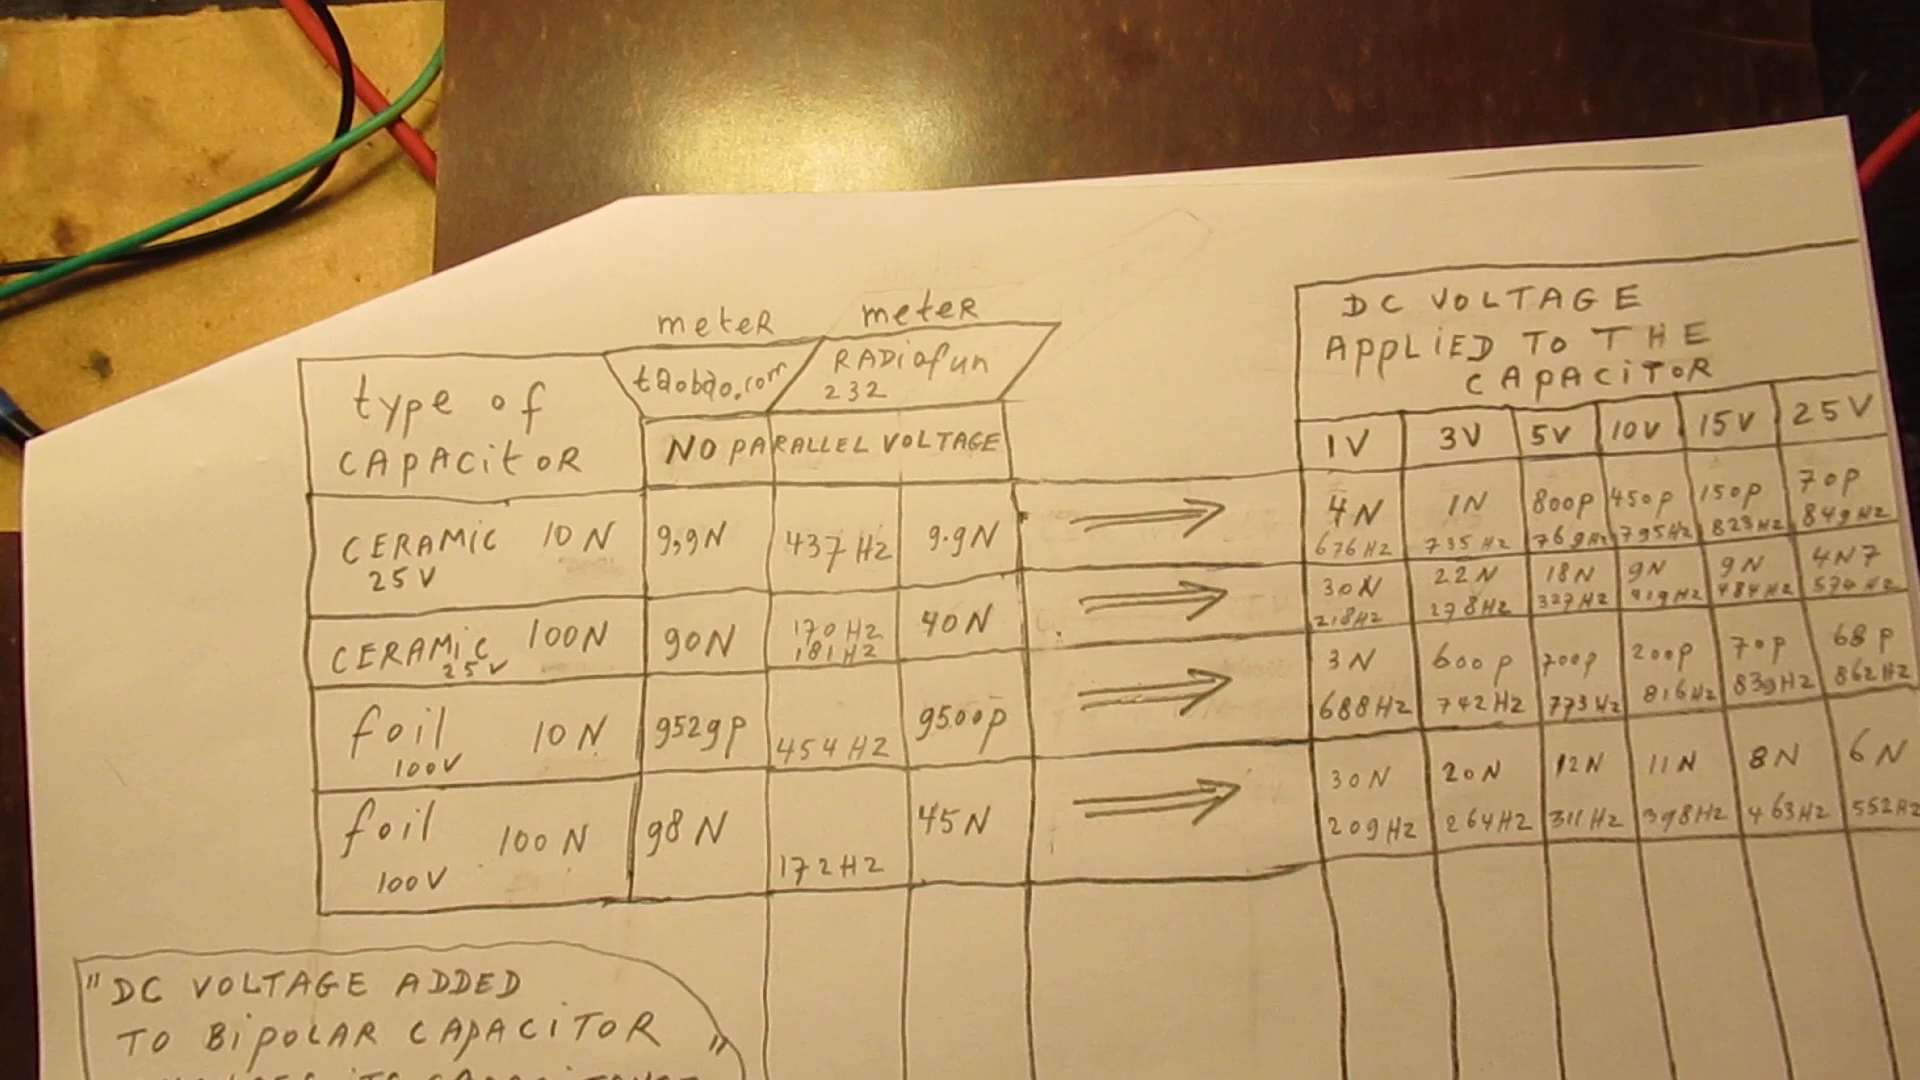 meteR meteR
type of CAPACitOR taobao.com RADiofun 232
NO PARALLEL VOLTAGE
DC VOLTAGE
APPLiED TO THE
CAPACiTOR
1V 3V 5V 10V 15V 25V
CERAMiC 10N 9,9N 437 Hz 9.9N 4N 1N 800p 450p 150p 70p
25V 676Hz 735Hz 769Hz 795Hz 823Hz 849Hz
CERAMiC 100N 90N 170Hz 40N 30N 22N 18N 9N 9N 4N7
25V 181Hz 218Hz 278Hz 327Hz 419Hz 484Hz
foil 10N 9529p 9500p 3N 600p 700p 200p 70p 68p
100V 454Hz 688Hz 742Hz 773Hz 816Hz 839Hz 862Hz
foil 100N 98N 45N 30N 20N 12N 11N 8N 6N
100V 172Hz 209Hz 264Hz 311Hz 398Hz 463Hz 552Hz
"DC VOLTAGE ADDED
TO BiPOLAR CAPACiTOR"